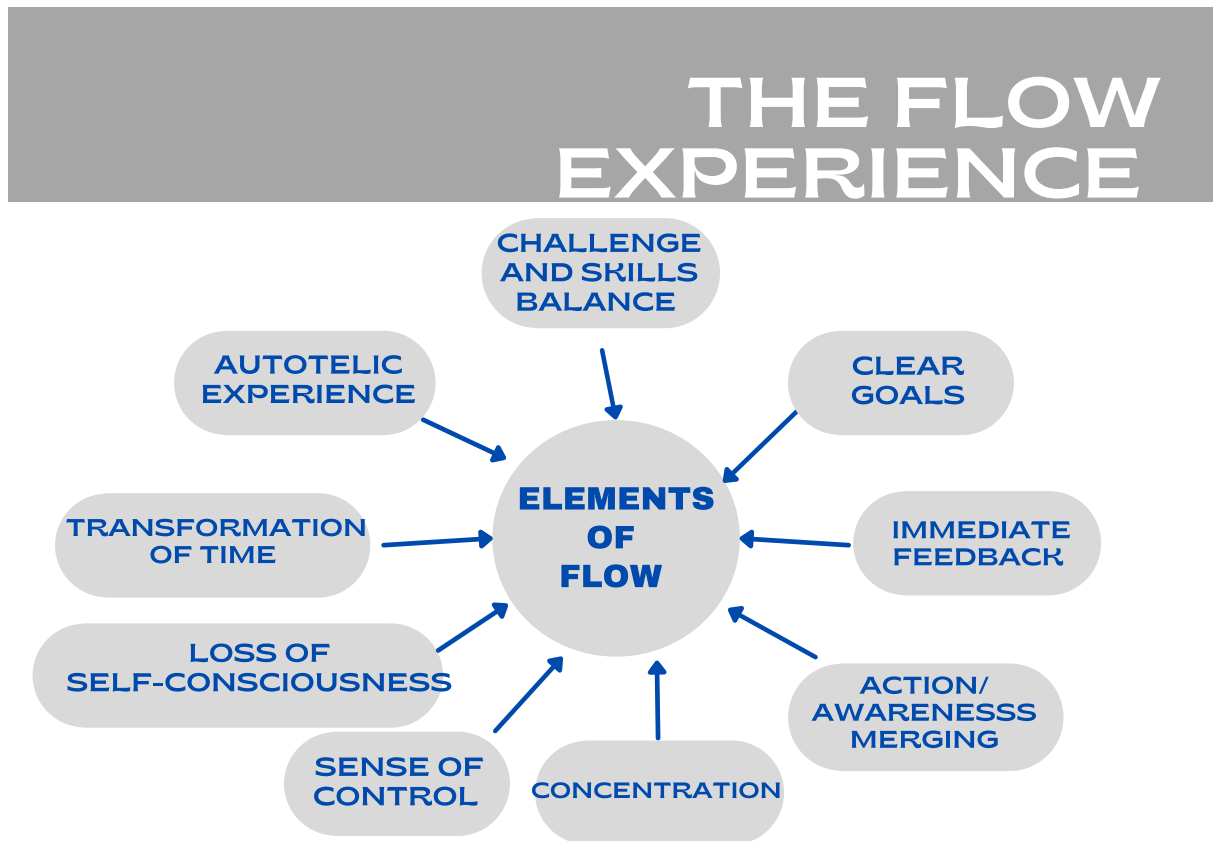 THE FLOW
EXPERIENCE
CHALLENGE
AND SKILLS
BALANCE
AUTOTELIC
EXPERIENCE
CLEAR
GOALS
ELEMENTS
OF
FLOW
TRANSFORMATION
OF TIME
IMMEDIATE
FEEDBACK
LOSS OF
SELF-CONSCIOUSNESS
ACTION/
AWARENESSS
MERGING
SENSE OF
CONTROL
CONCENTRATION